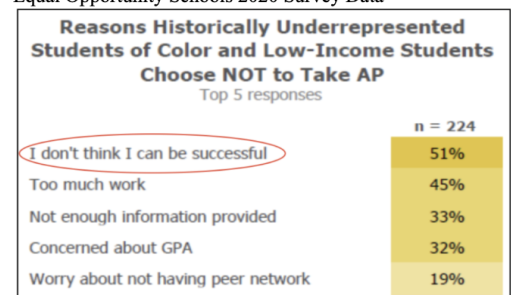 Equal Opportunity Schools 2020 Survey Data
Reasons Historically Underrepresented
Students of Color and Low-Income Students
Choose NOT to Take AP
Top 5 responses
n = 224
I don't think I can be successful 51%
Too much work 45%
Not enough information provided 33%
Concerned about GPA 32%
Worry about not having peer network 19%